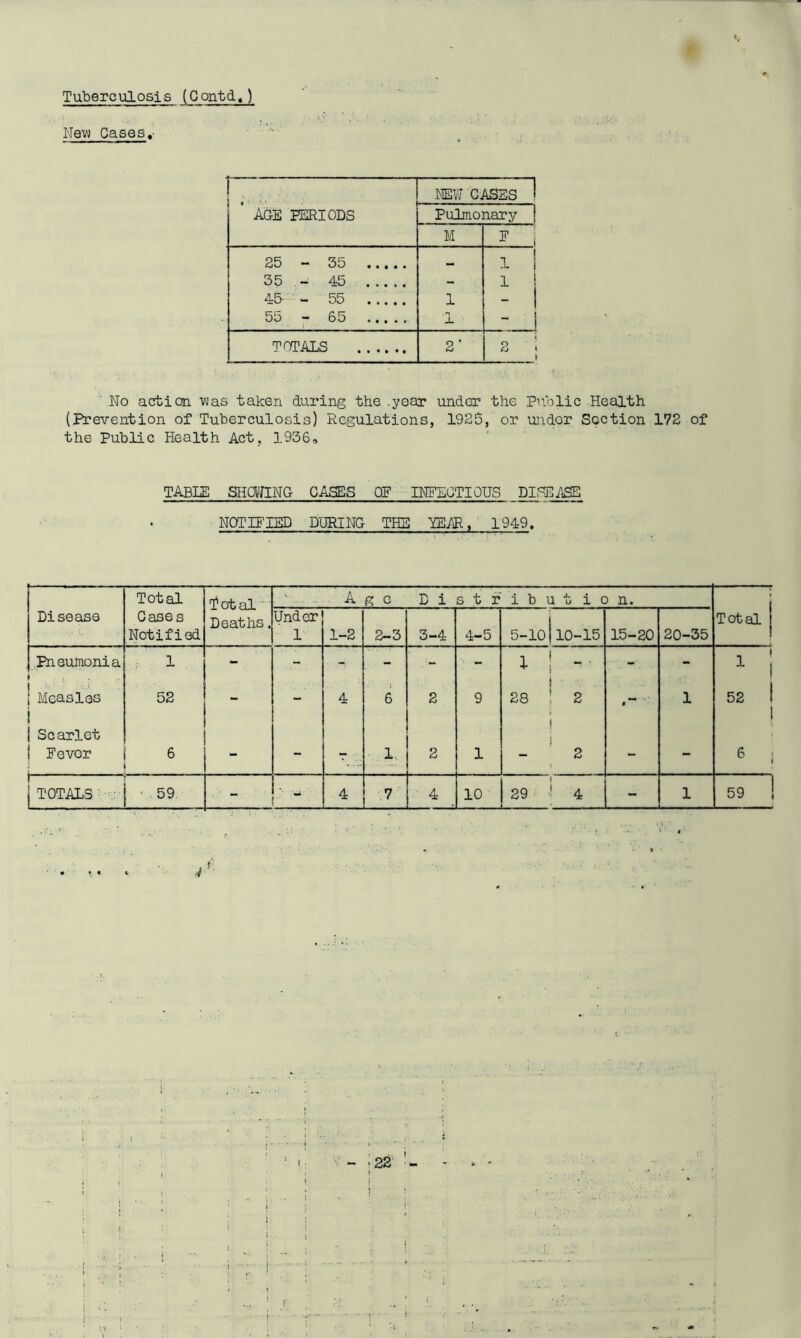 Tuberculosis (Contd.)
New Cases.
AGE PERIODS NEW CASES
Pulmonary
M F
25 - 35 ..... - 1
35 - 45 ..... - 1
45 - 55 ..... 1 -
55 - 65 ..... 1 -
TOTALS ...... 2 2
No action was taken during the year under the Public Health
(Prevention of Tuberculosis) Regulations, 1925, or under Section 172 of
the Public Health Act, 1936.
TABLE SHOWING CASES OF INFECTIOUS DISEASE
NOTIFIED DURING THE YEAR, 1949.
Disease Total Cases Notified Total Deaths. Age Distribution. Total
Under 1 1-2 2-3 3-4 4-5 5-10 10-15 15-20 20-35
Pneumonia 1 - - - - - - 1 - - - 1
Measles 52 - - 4 6 2 9 28 2 - 1 52
Scarlet
Fever 6 - - - 1 2 1 - 2 - - 6
TOTALS 59 - - 4 7 4 10 29 4 - 1 59
- 22 -